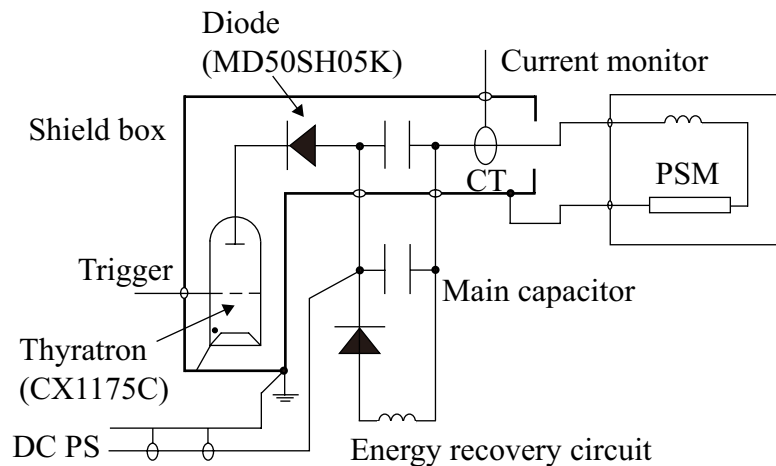 Diode
(MD50SH05K)
Current monitor
Shield box
CT
PSM
Trigger
Main capacitor
Thyratron
(CX1175C)
DC PS
Energy recovery circuit